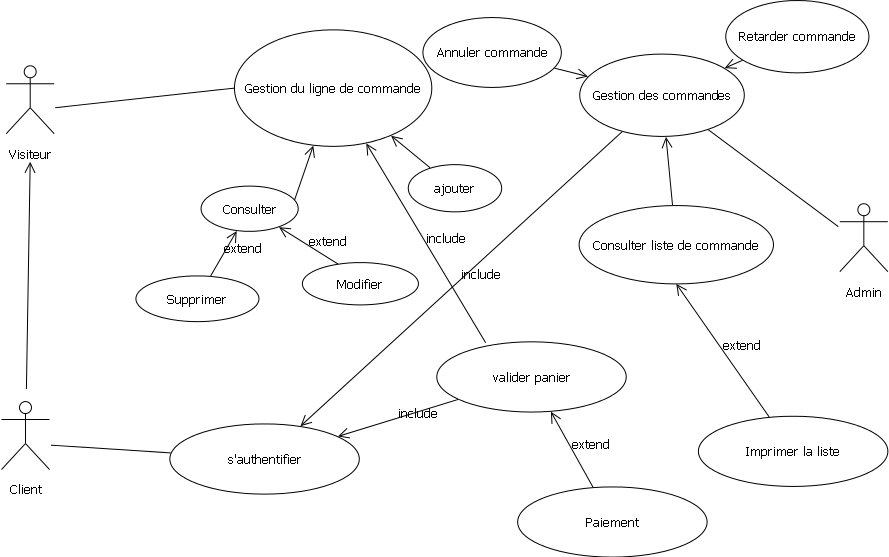 Retarder commande
Annuler commande
Gestion du ligne de commande
Gestion des commandes
Visiteur
ajouter
Consulter
include
extend
extend
Consulter liste de commande
include
Supprimer
Modifier
Admin
extend
valider panier
include
extend
s'authentifier
Imprimer la liste
Client
Paiement